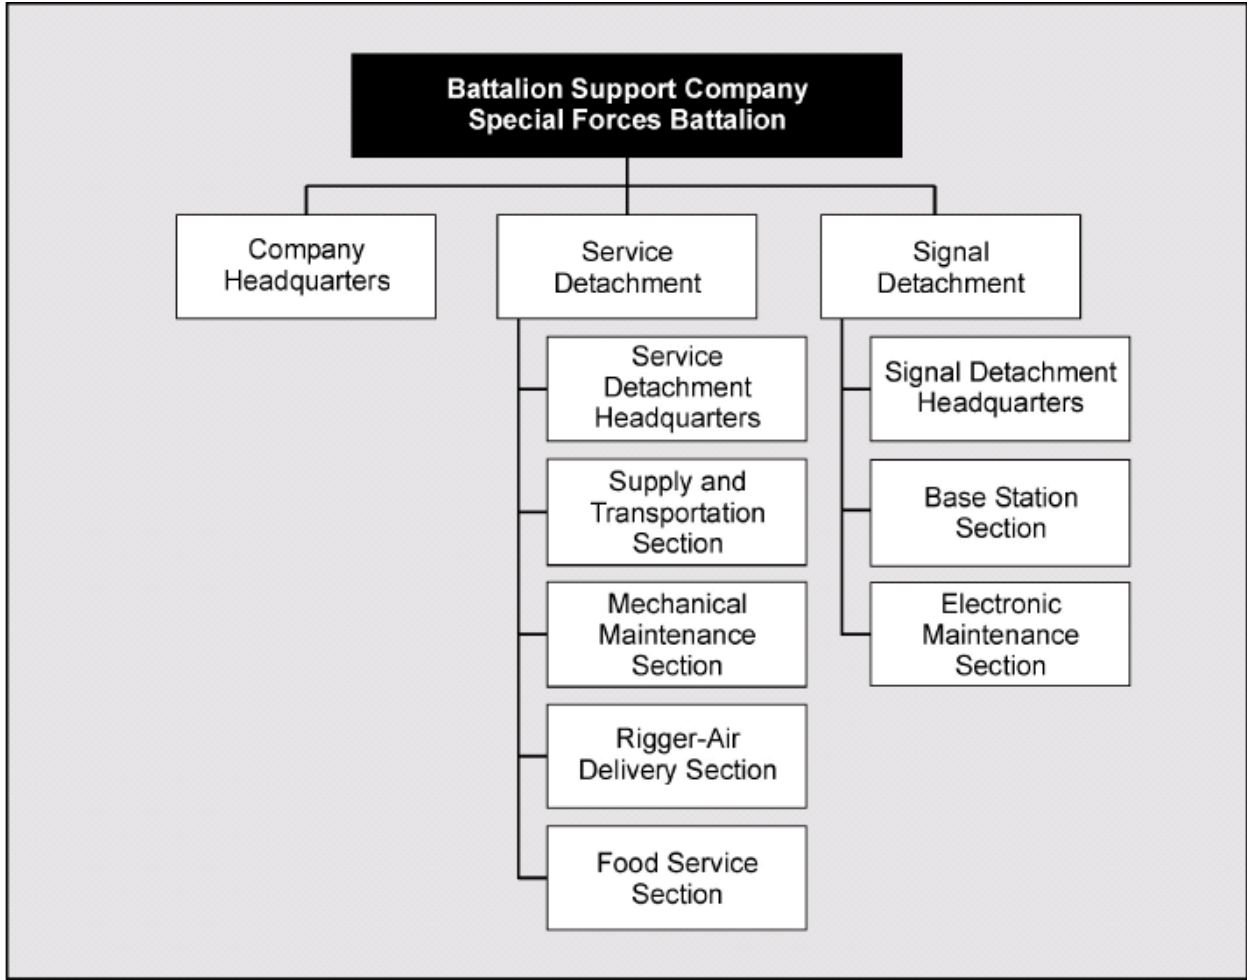 Battalion Support Company
Special Forces Battalion
Company
Headquarters
Service
Detachment
Signal
Detachment
Service
Detachment
Headquarters
Supply and
Transportation
Section
Mechanical
Maintenance
Section
Rigger-Air
Delivery Section
Food Service
Section
Signal Detachment
Headquarters
Base Station
Section
Electronic
Maintenance
Section